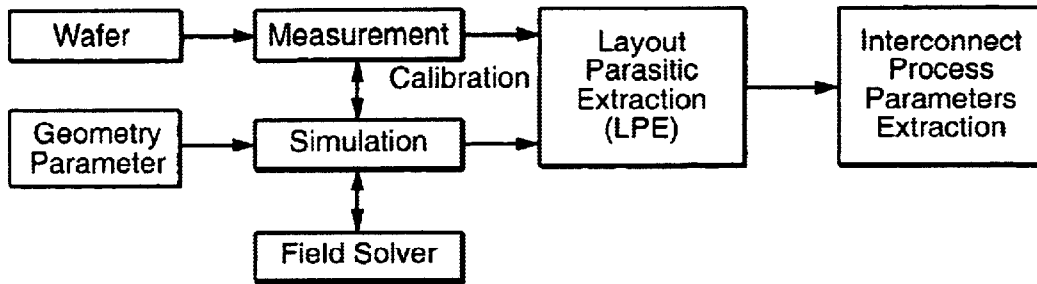 Wafer
Measurement
Calibration
Geometry
Parameter
Simulation
Field Solver
Layout
Parasitic
Extraction
(LPE)
Interconnect
Process
Parameters
Extraction